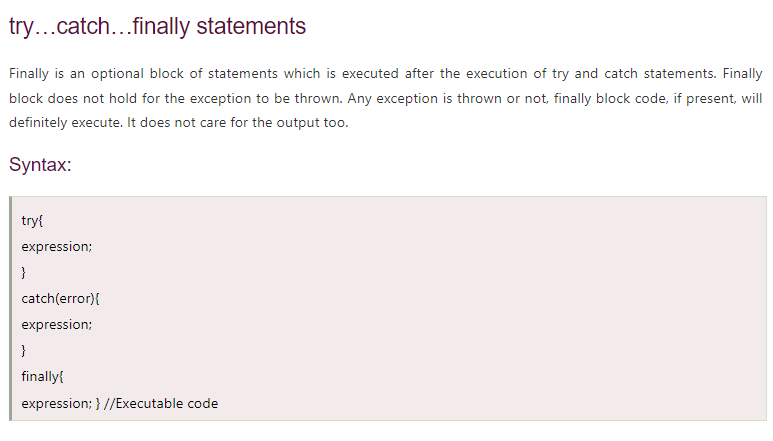 try…catch…finally statements
Finally is an optional block of statements which is executed after the execution of try and catch statements. Finally
block does not hold for the exception to be thrown. Any exception is thrown or not, finally block code, if present, will
definitely execute. It does not care for the output too.
Syntax:
try{
expression;
}
catch(error){
expression;
}
finally{
expression; } //Executable code